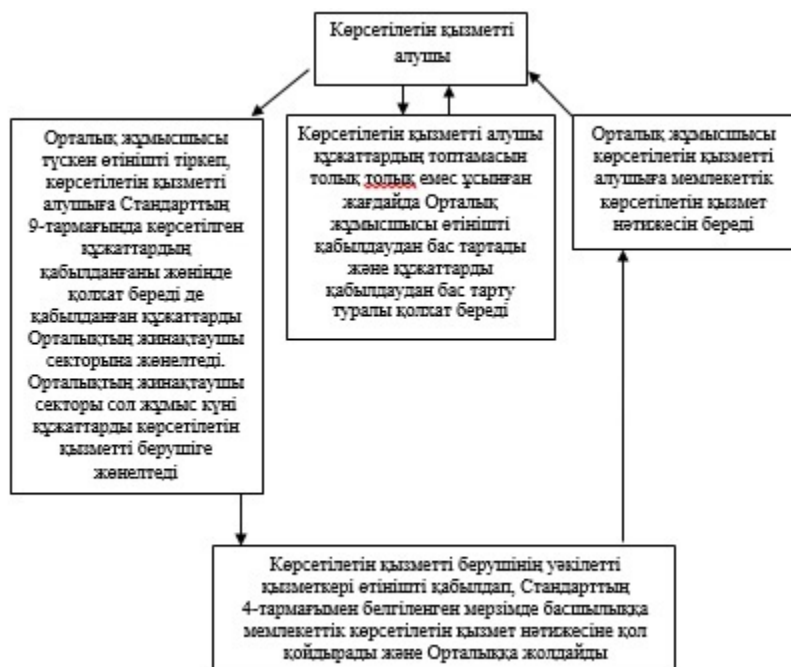 Көрсетілетін қызметті
алушы
Орталық жұмысшысы
түскен өтінішті тіркеп,
көрсетілетін қызметті
алушыға Стандарттың
9-тармағында көрсетілген
құжаттардың
қабылданғаны жөнінде
қолхат береді де
қабылданған құжаттарды
Орталықтың жинақтаушы
секторына жөнелтеді.
Орталықтың жинақтаушы
секторы сол жұмыс күні
құжаттарды көрсетілетін
қызметті берушіге
жөнелтеді
Көрсетілетін қызметті алушы
құжаттардың топтамасын
толық толық емес ұсынған
жағдайда Орталық
жұмысшысы өтінішті
қабылдаудан бас тартады
және құжаттарды
қабылдаудан бас тарту
туралы қолхат береді
Орталық жұмысшысы
көрсетілетін қызметті
алушыға мемлекеттік
көрсетілетін қызмет
нәтижесін береді
Көрсетілетін қызметті берушінің уәкілетті
қызметкері өтінішті қабылдап, Стандарттың
4-тармағымен белгіленген мерзімде басшылыққа
мемлекеттік көрсетілетін қызмет нәтижесіне қол
қойдырады және Орталыққа жолдайды